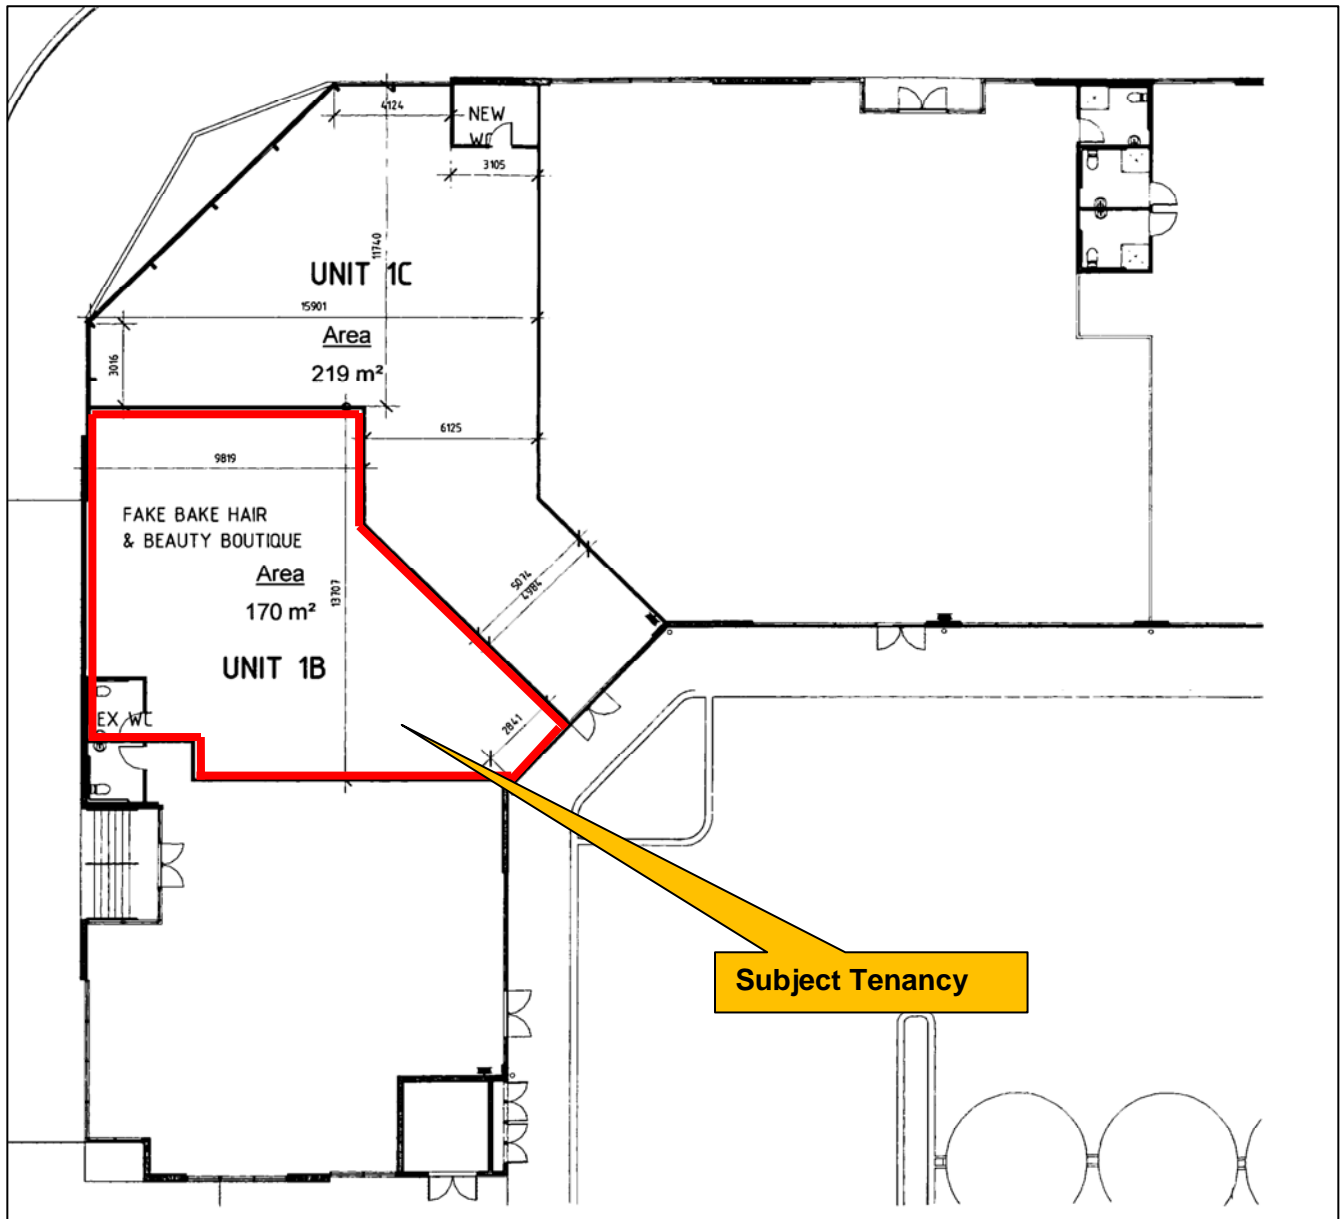 4124
NEW
WC
3105
11740
UNIT 1C
15901
Area
3016
219 m²
6125
9819
FAKE BAKE HAIR
& BEAUTY BOUTIQUE
Area
170 m²
13707
5074
4984
UNIT 1B
EX WC
2841
Subject Tenancy